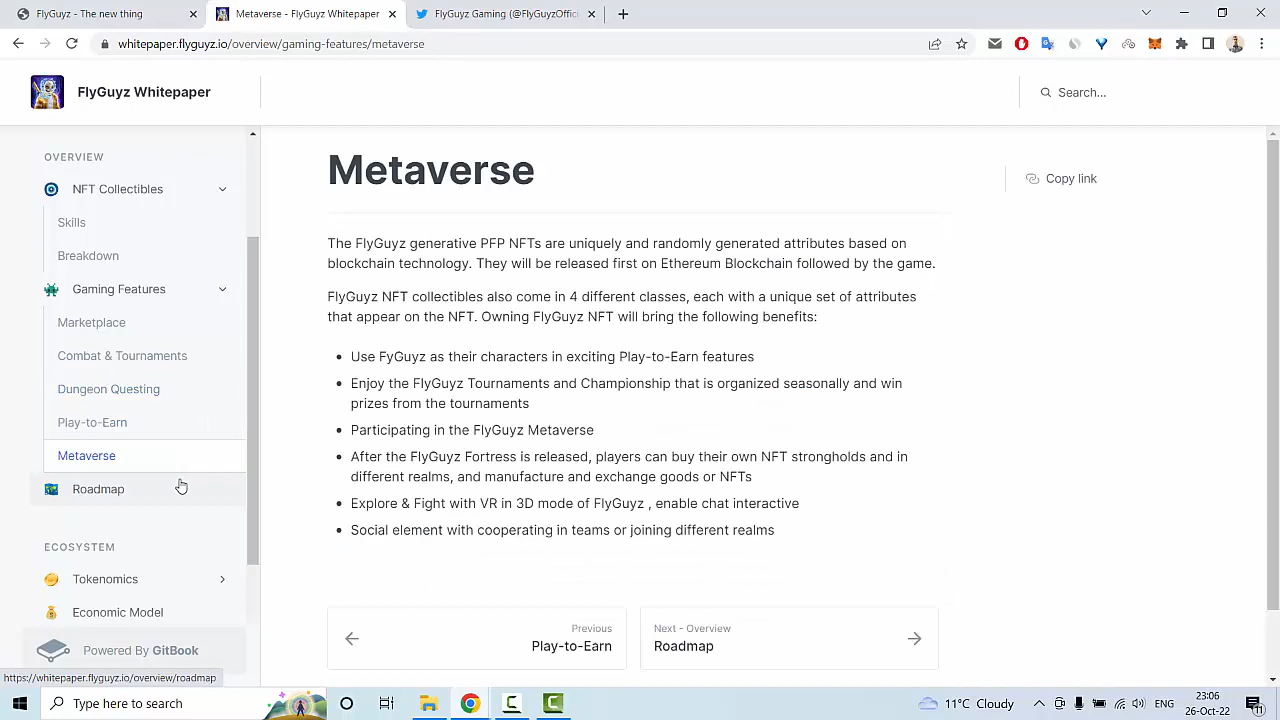 FlyGuyz - The new thing
Metaverse - FlyGuyz Whitepaper
FlyGuyz Gaming (@FlyGuyzOffici
whitepaper.flyguyz.io/overview/gaming-features/metaverse
FlyGuyz Whitepaper
Search...
OVERVIEW
NFT Collectibles
Skills
Breakdown
Gaming Features
Marketplace
Combat & Tournaments
Dungeon Questing
Play-to-Earn
Metaverse
Roadmap
ECOSYSTEM
Tokenomics
Economic Model
Powered By GitBook
https://whitepaper.flyguyz.io/overview/roadmap
Metaverse
Copy link
The FlyGuyz generative PFP NFTs are uniquely and randomly generated attributes based on
blockchain technology. They will be released first on Ethereum Blockchain followed by the game.
FlyGuyz NFT collectibles also come in 4 different classes, each with a unique set of attributes
that appear on the NFT. Owning FlyGuyz NFT will bring the following benefits:
• Use FyGuyz as their characters in exciting Play-to-Earn features
• Enjoy the FlyGuyz Tournaments and Championship that is organized seasonally and win
prizes from the tournaments
• Participating in the FlyGuyz Metaverse
• After the FlyGuyz Fortress is released, players can buy their own NFT strongholds and in
different realms, and manufacture and exchange goods or NFTs
• Explore & Fight with VR in 3D mode of FlyGuyz , enable chat interactive
• Social element with cooperating in teams or joining different realms
Previous
Play-to-Earn
Next - Overview
Roadmap
Type here to search
11°C Cloudy
ENG
23:06
26-Oct-22